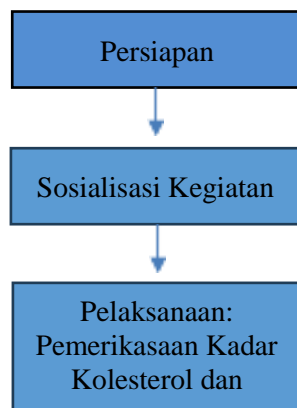 Persiapan
Sosialisasi Kegiatan
Pelaksanaan:
Pemerikasaan Kadar
Kolesterol dan